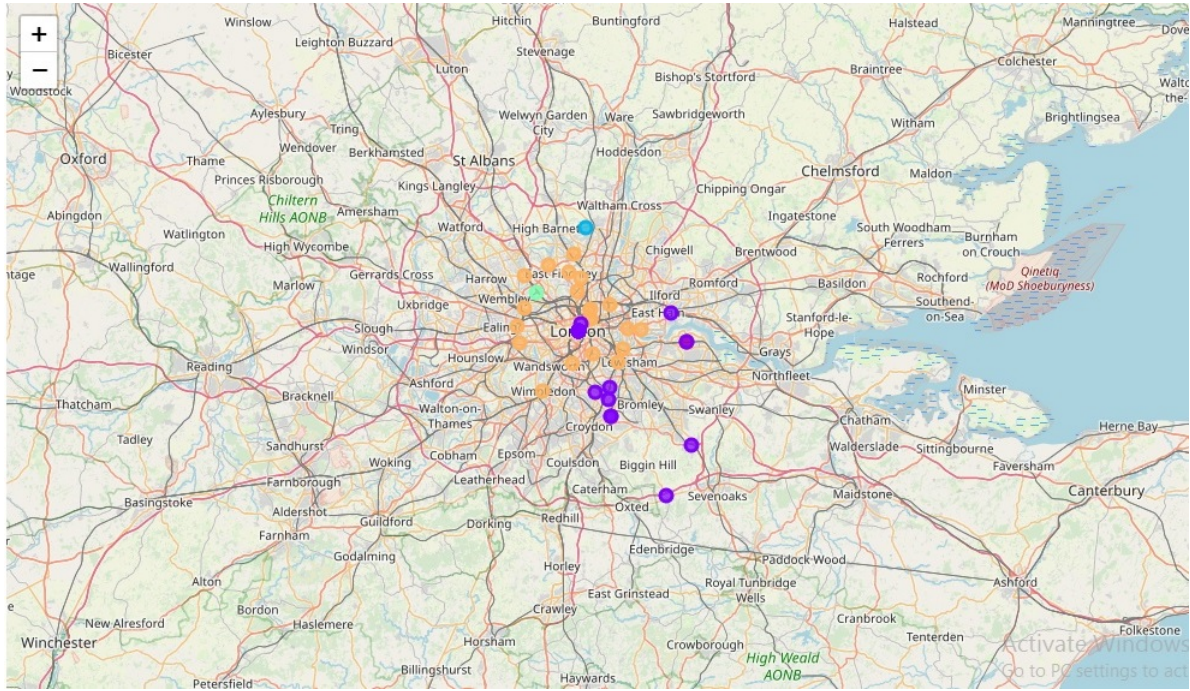 +
−
Winslow
Hitchin
Buntingford
Halstead
Manningtree
Bicester
Leighton Buzzard
Stevenage
Colchester
Luton
Bishop's Stortford
Braintree
Woodstock
Aylesbury
Welwyn Garden
City
Ware
Sawbridgeworth
Witham
Brightlingsea
Tring
Oxford
Thame
Wendover
Berkhamsted
St Albans
Hoddesdon
Chelmsford
Maldon
Princes Risborough
Kings Langley
Chipping Ongar
Chiltern
Hills AONB
Amersham
Waltham Cross
Abingdon
Watlington
Watford
High Barnet
Ingatestone
South Woodham
Ferrers
Burnham
on Crouch
High Wycombe
Chigwell
Brentwood
Wallingford
Gerrards Cross
Harrow
East Finchley
Romford
Basildon
Rochford
Qinetiq
(MoD Shoeburyness)
Marlow
Uxbridge
Wembley
Ilford
East Ham
Southend-
on-Sea
Slough
Ealing
London
Stanford-le-
Hope
Windsor
Hounslow
Grays
Reading
Wandsworth
Lewisham
Northfleet
Ashford
Minster
Thatcham
Bracknell
Wimbledon
Bromley
Swanley
Walton-on-
Thames
Chatham
Herne Bay
Tadley
Sandhurst
Croydon
Walderslade
Sittingbourne
Cobham
Epsom
Woking
Coulsdon
Biggin Hill
Faversham
Farnborough
Leatherhead
Canterbury
Basingstoke
Caterham
Sevenoaks
Maidstone
Aldershot
Guildford
Dorking
Redhill
Oxted
Farnham
Godalming
Edenbridge
Paddock Wood
Horley
Alton
Royal Tunbridge
Wells
Ashford
East Grinstead
Bordon
Crawley
Cranbrook
New Alresford
Haslemere
Folkestone
Winchester
Horsham
Crowborough
Tenterden
Billingshurst
High Weald
AONB
Petersfield
Haywards
Activate Windows
Go to PC settings to act